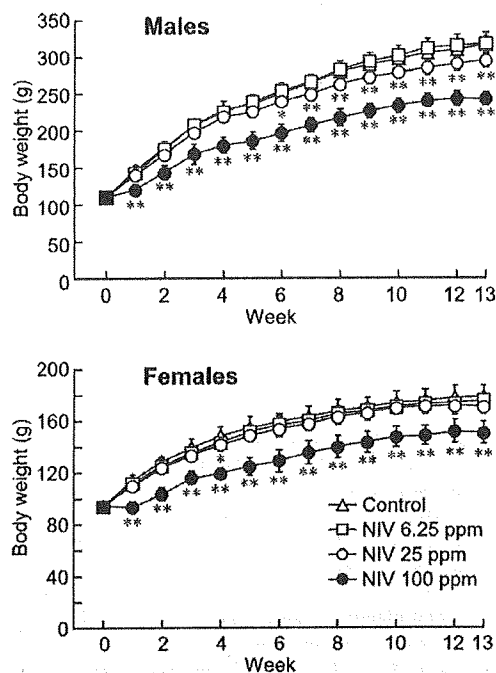 Males
Body weight (g)
350
300
250
200
150
100
50
0
* ** ** ** ** ** ** **
** ** ** ** ** ** ** ** ** ** ** ** **
0 2 4 6 8 10 12 13
Week
Females
Body weight (g)
200
160
120
80
40
0
*
** ** ** ** ** ** ** ** ** ** ** ** **
Control
NIV 6.25 ppm
NIV 25 ppm
NIV 100 ppm
0 2 4 6 8 10 12 13
Week